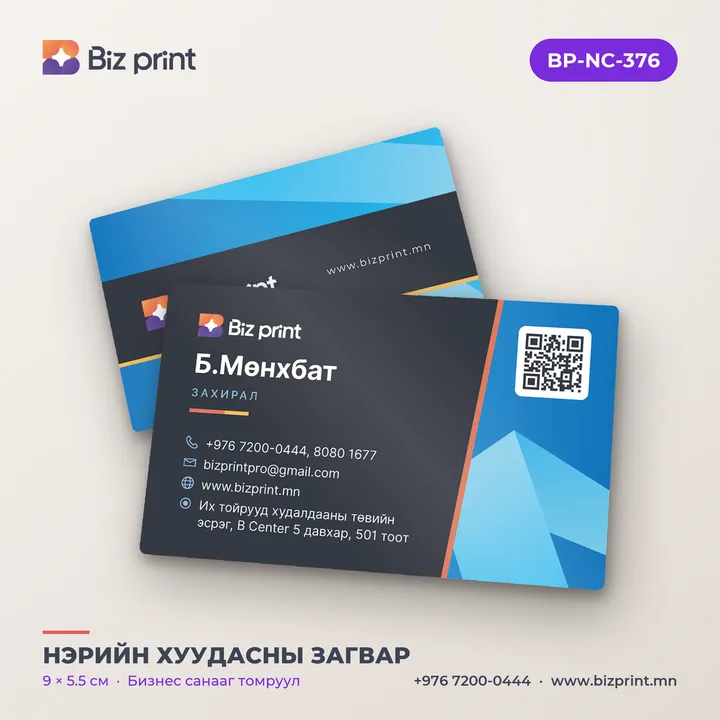 Biz print
BP-NC-376
www.bizprint.mn
Biz print
Б.Мөнхбат
ЗАХИРАЛ
+976 7200-0444, 8080 1677
bizprintpro@gmail.com
www.bizprint.mn
Их тойрууд худалдааны төвийн
эсрэг, B Center 5 давхар, 501 тоот
НЭРИЙН ХУУДАСНЫ ЗАГВАР
9 × 5.5 см · Бизнес санааг томруул
+976 7200-0444 · www.bizprint.mn